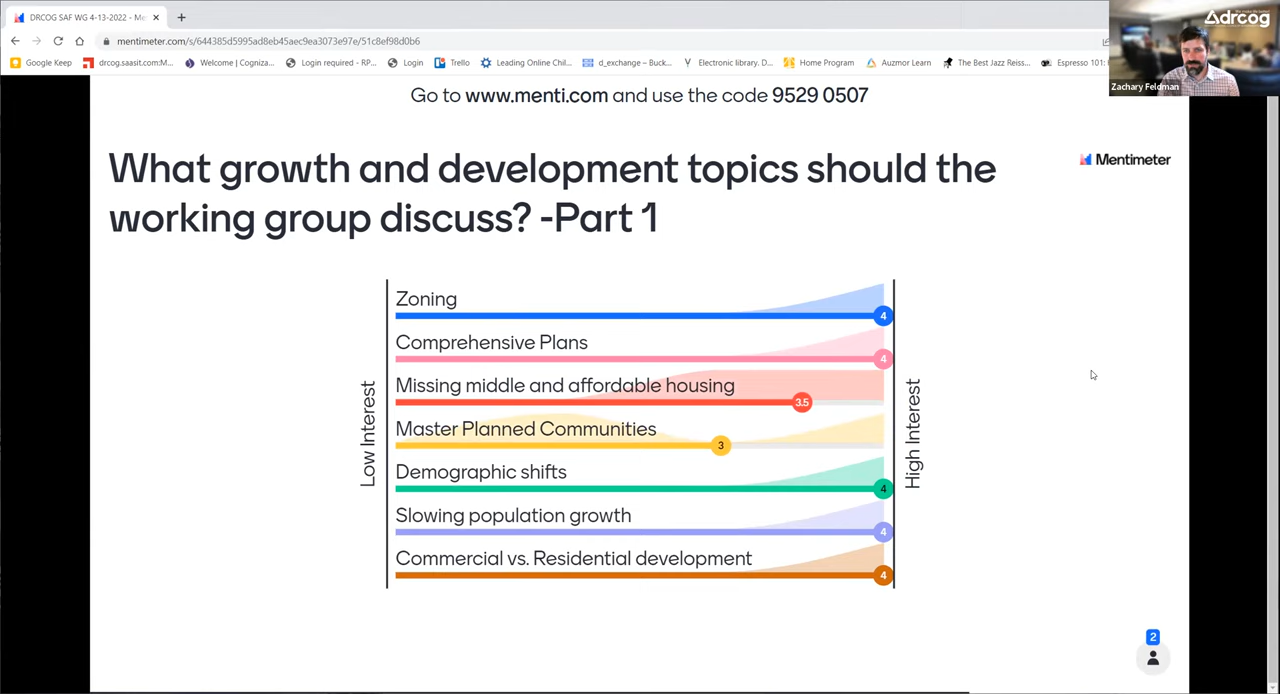 DRCOG SAF WG 4-13-2022 - Me
mentimeter.com/s/644385d5995ad8eb45aec9ea3073e97e/51c8ef98d0b6
Google Keep drcog.saasit.com:M... Welcome | Cogniza... Login required - RP... Login Trello Leading Online Chil... d_exchange – Buck... Electronic library. D... Home Program Auzmor Learn The Best Jazz Reiss... Espresso 101:
drcog
Zachary Feldman
Go to www.menti.com and use the code 9529 0507
What growth and development topics should the
working group discuss? -Part 1
Mentimeter
Low Interest
Zoning
4
Comprehensive Plans
4
Missing middle and affordable housing
3.5
Master Planned Communities
3
Demographic shifts
4
Slowing population growth
4
Commercial vs. Residential development
4
High Interest
2